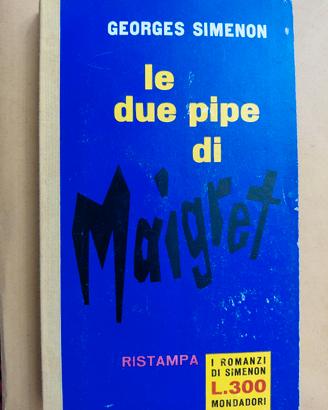 GEORGES SIMENON
le
due pipe
di
Maigret
RISTAMPA
I ROMANZI
DI SIMENON
L.300
MONDADORI